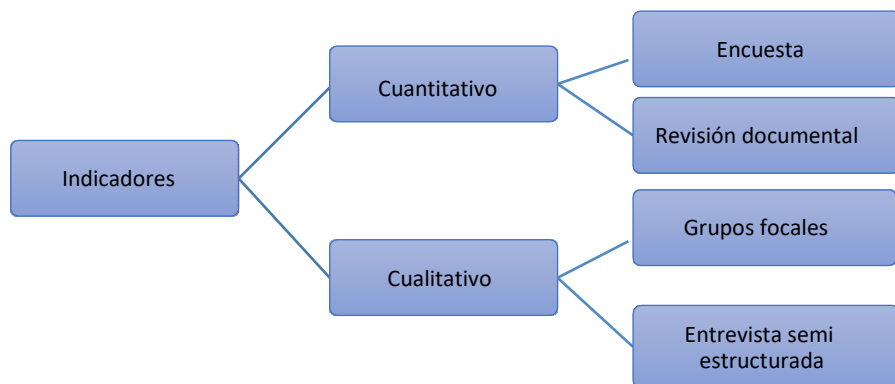 Indicadores
Cuantitativo
Encuesta
Revisión documental
Cualitativo
Grupos focales
Entrevista semi
estructurada